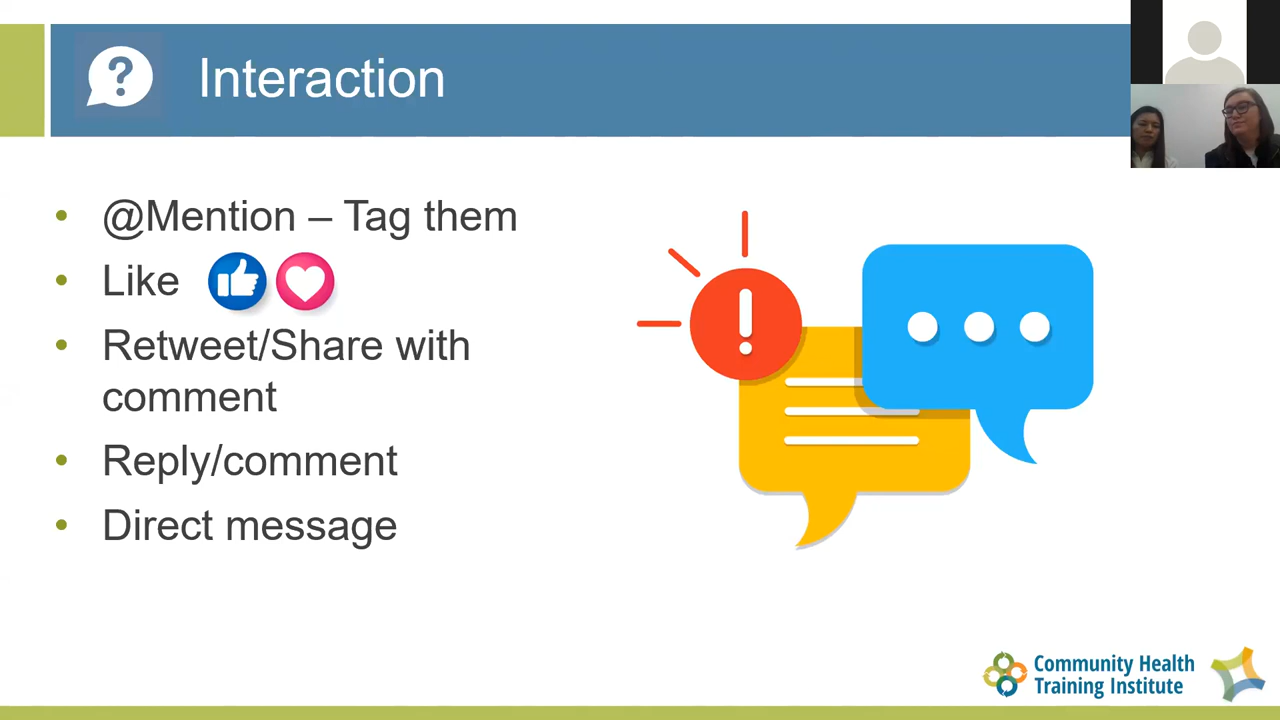 Interaction
@Mention – Tag them
Like
Retweet/Share with
comment
Reply/comment
Direct message
Community Health
Training Institute